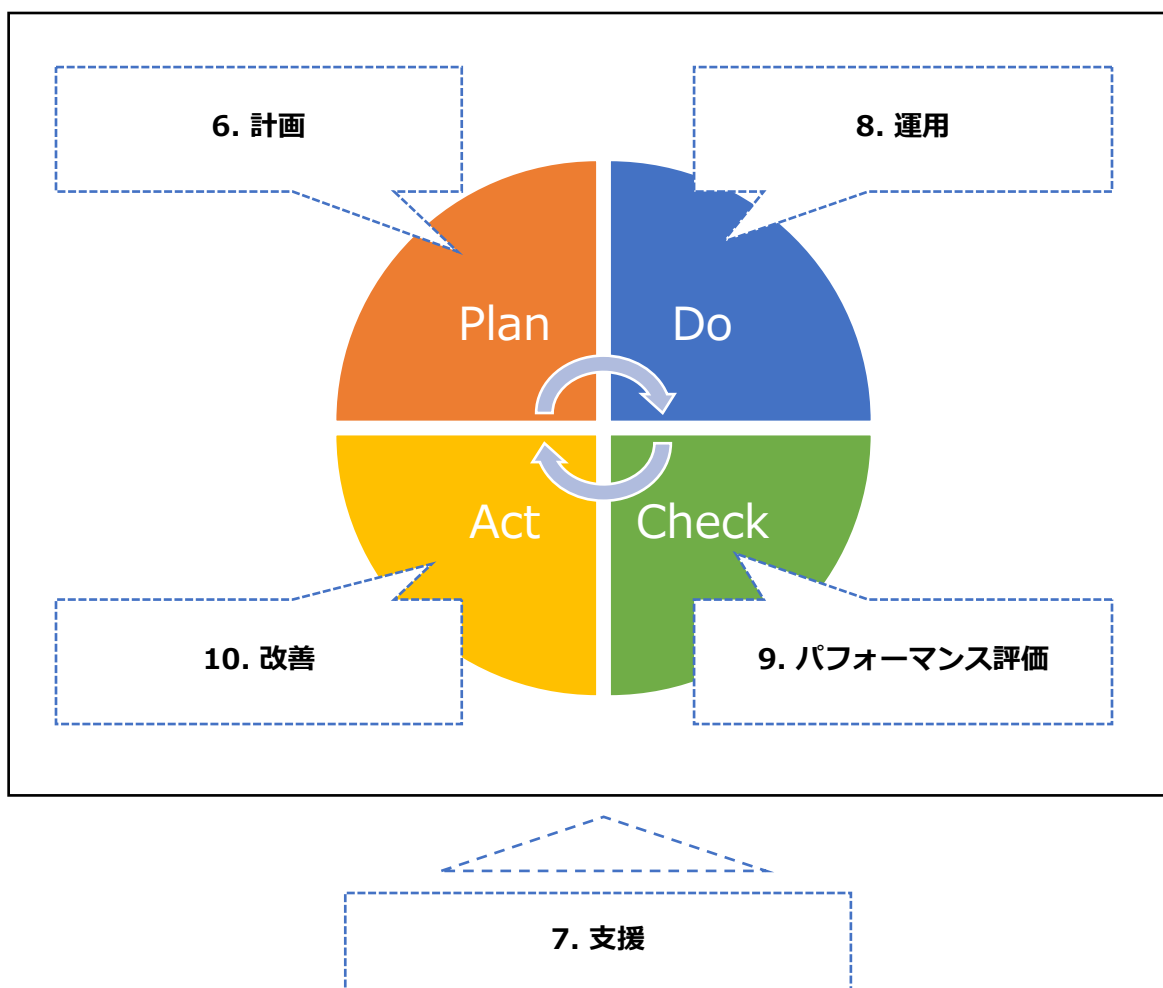 6. 計画
8. 運用
Plan
Do
Act
Check
10. 改善
9. パフォーマンス評価
7. 支援